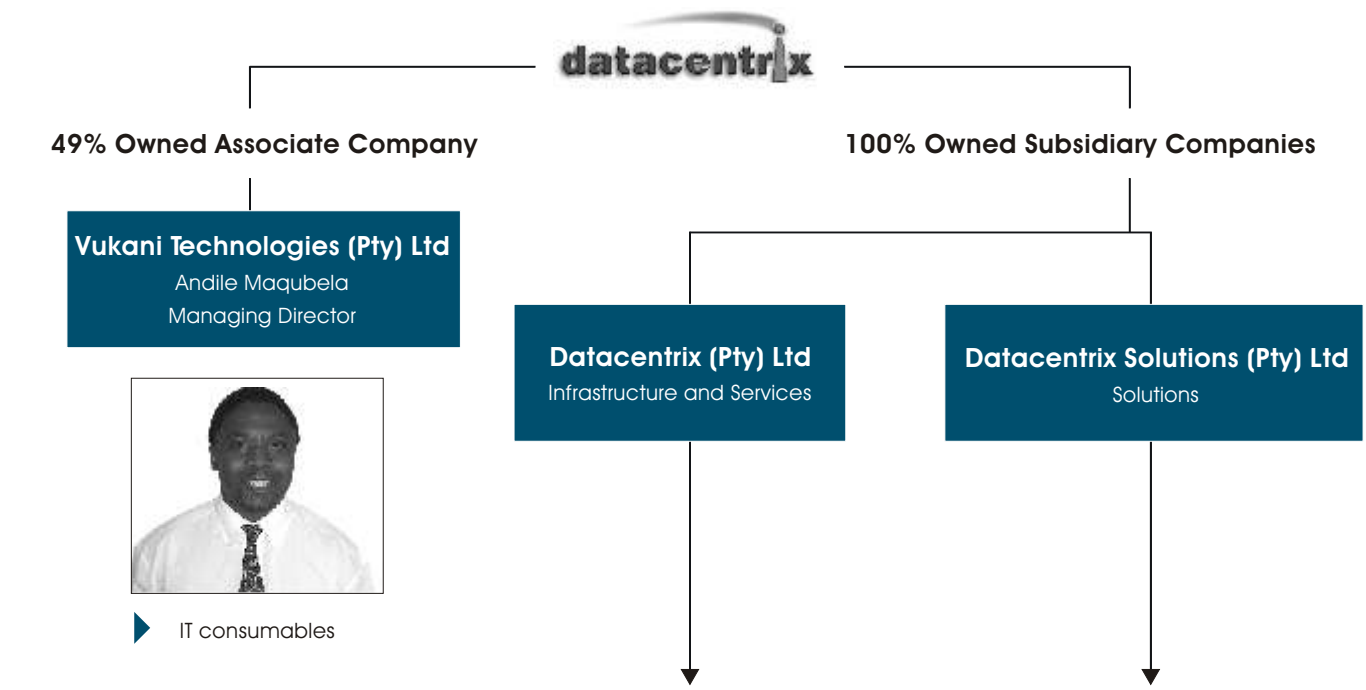 datacentrix
49% Owned Associate Company
100% Owned Subsidiary Companies
Vukani Technologies (Pty) Ltd
Andile Maqubela
Managing Director
Datacentrix (Pty) Ltd
Infrastructure and Services
Datacentrix Solutions (Pty) Ltd
Solutions
IT consumables